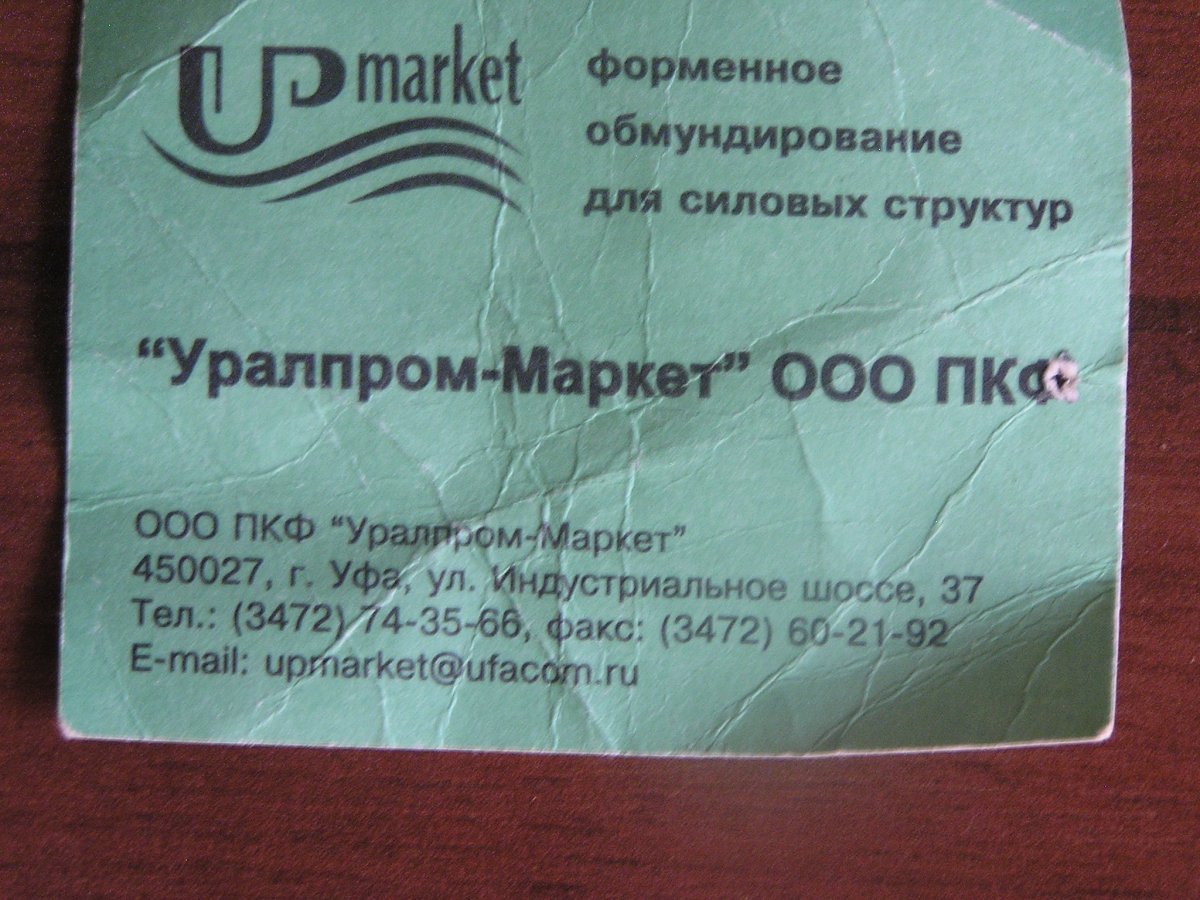 UP market
форменное
обмундирование
для силовых структур
“Уралпром-Маркет” ООО ПКФ
ООО ПКФ “Уралпром-Маркет”
450027, г. Уфа, ул. Индустриальное шоссе, 37
Тел.: (3472) 74-35-66, факс: (3472) 60-21-92
E-mail: upmarket@ufacom.ru